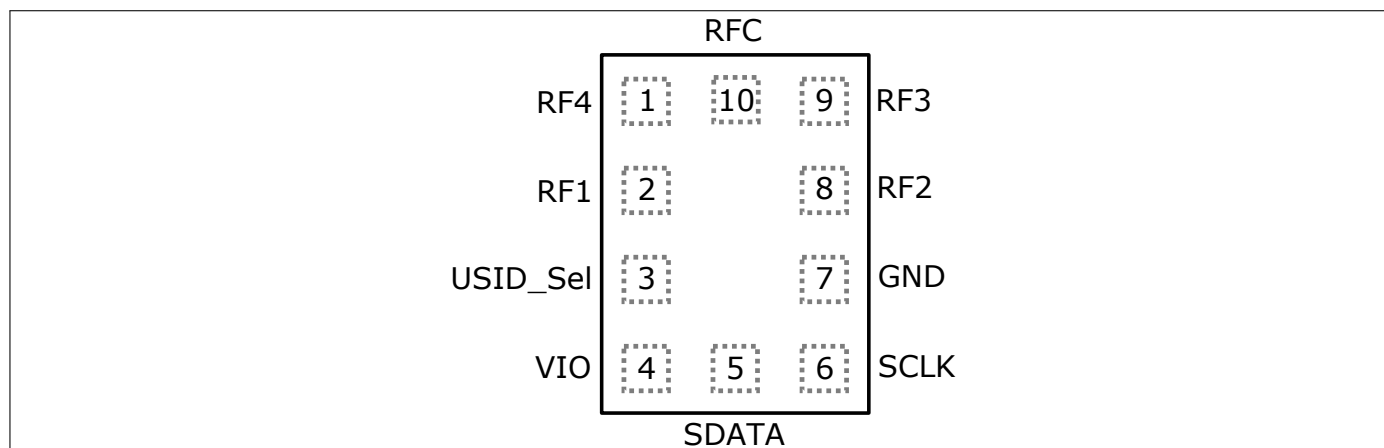 RFC
RF4 1 10 9 RF3
RF1 2 8 RF2
USID_Sel 3 7 GND
VIO 4 5 6 SCLK
SDATA